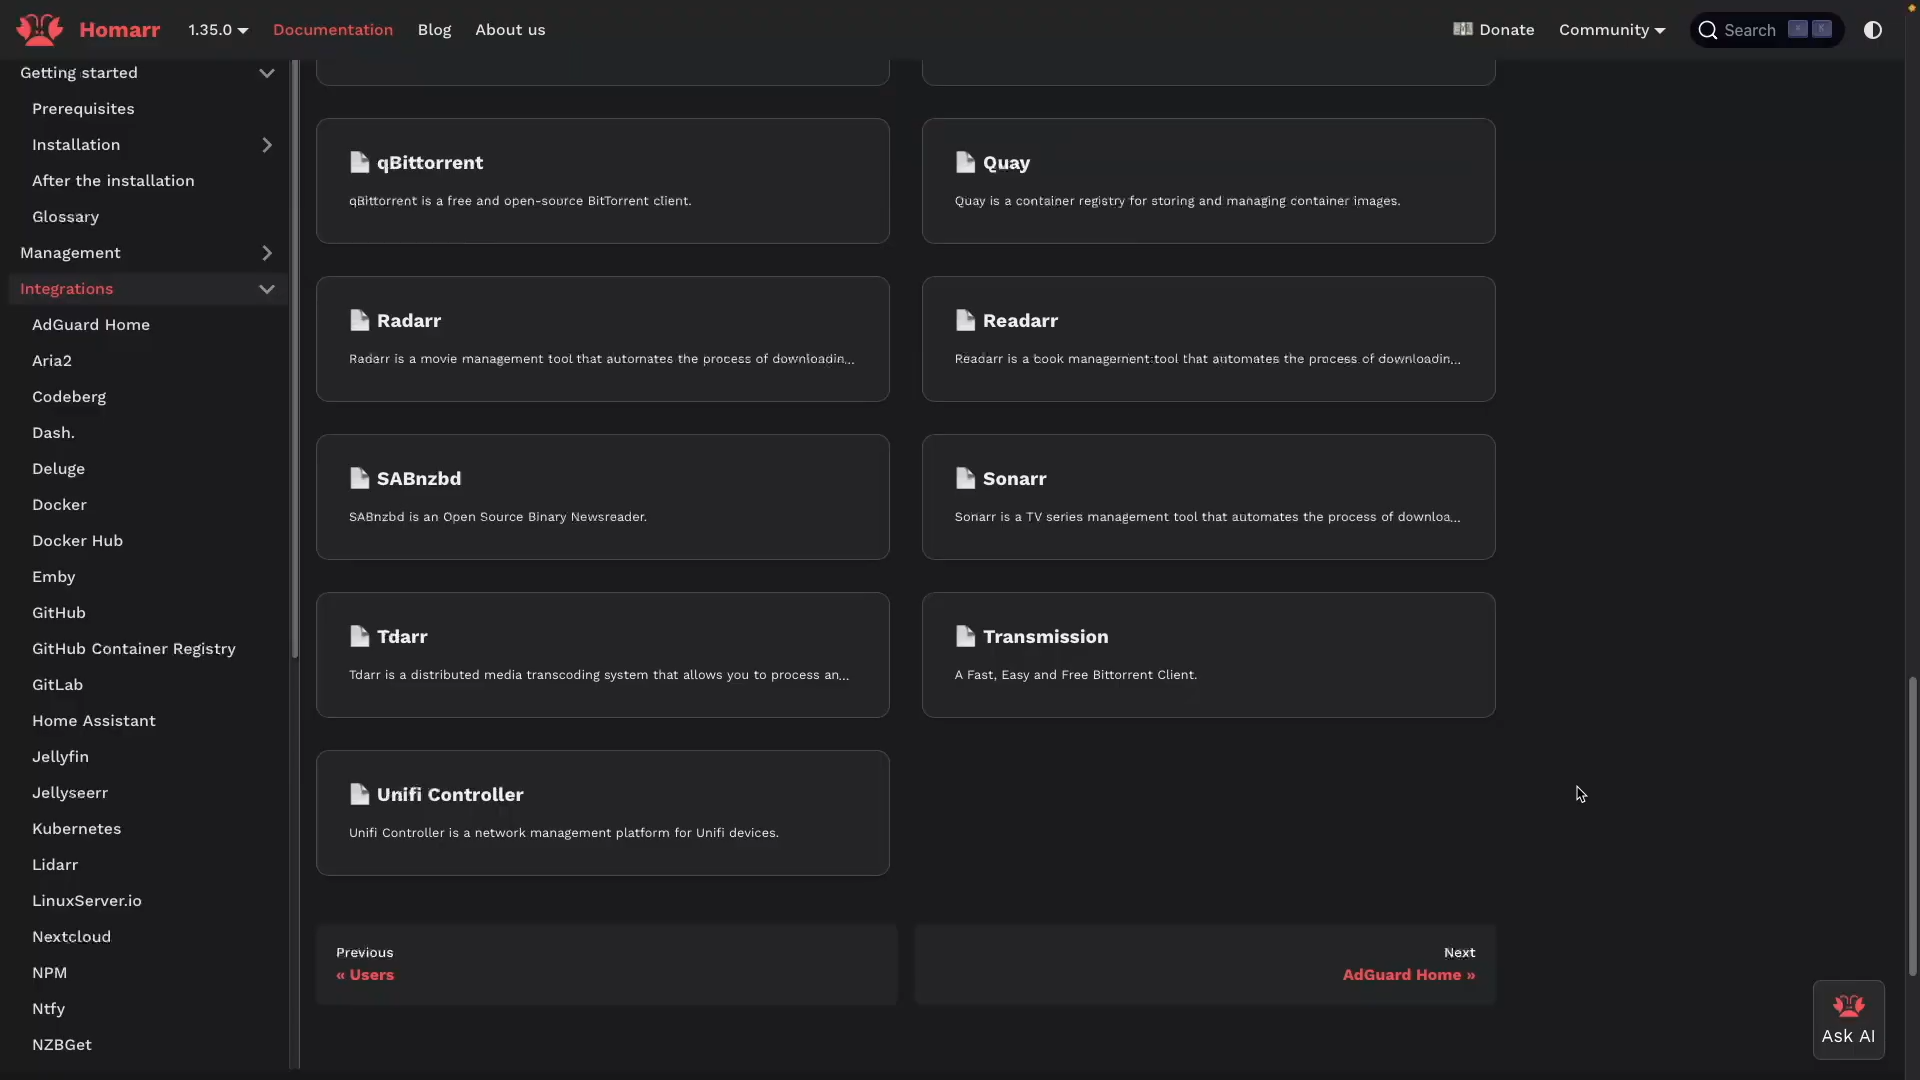 Homarr
1.35.0
Documentation
Blog
About us
Donate
Community
Search
Getting started
Prerequisites
Installation
After the installation
Glossary
Management
Integrations
AdGuard Home
Aria2
Codeberg
Dash.
Deluge
Docker
Docker Hub
Emby
GitHub
GitHub Container Registry
GitLab
Home Assistant
Jellyfin
Jellyseerr
Kubernetes
Lidarr
LinuxServer.io
Nextcloud
NPM
Ntfy
NZBGet
qBittorrent
qBittorrent is a free and open-source BitTorrent client.
Quay
Quay is a container registry for storing and managing container images.
Radarr
Radarr is a movie management tool that automates the process of downloadin...
Readarr
Readarr is a book management tool that automates the process of downloadin...
SABnzbd
SABnzbd is an Open Source Binary Newsreader.
Sonarr
Sonarr is a TV series management tool that automates the process of downloa...
Tdarr
Tdarr is a distributed media transcoding system that allows you to process an...
Transmission
A Fast, Easy and Free Bittorrent Client.
Unifi Controller
Unifi Controller is a network management platform for Unifi devices.
Previous
« Users
Next
AdGuard Home »
Ask AI